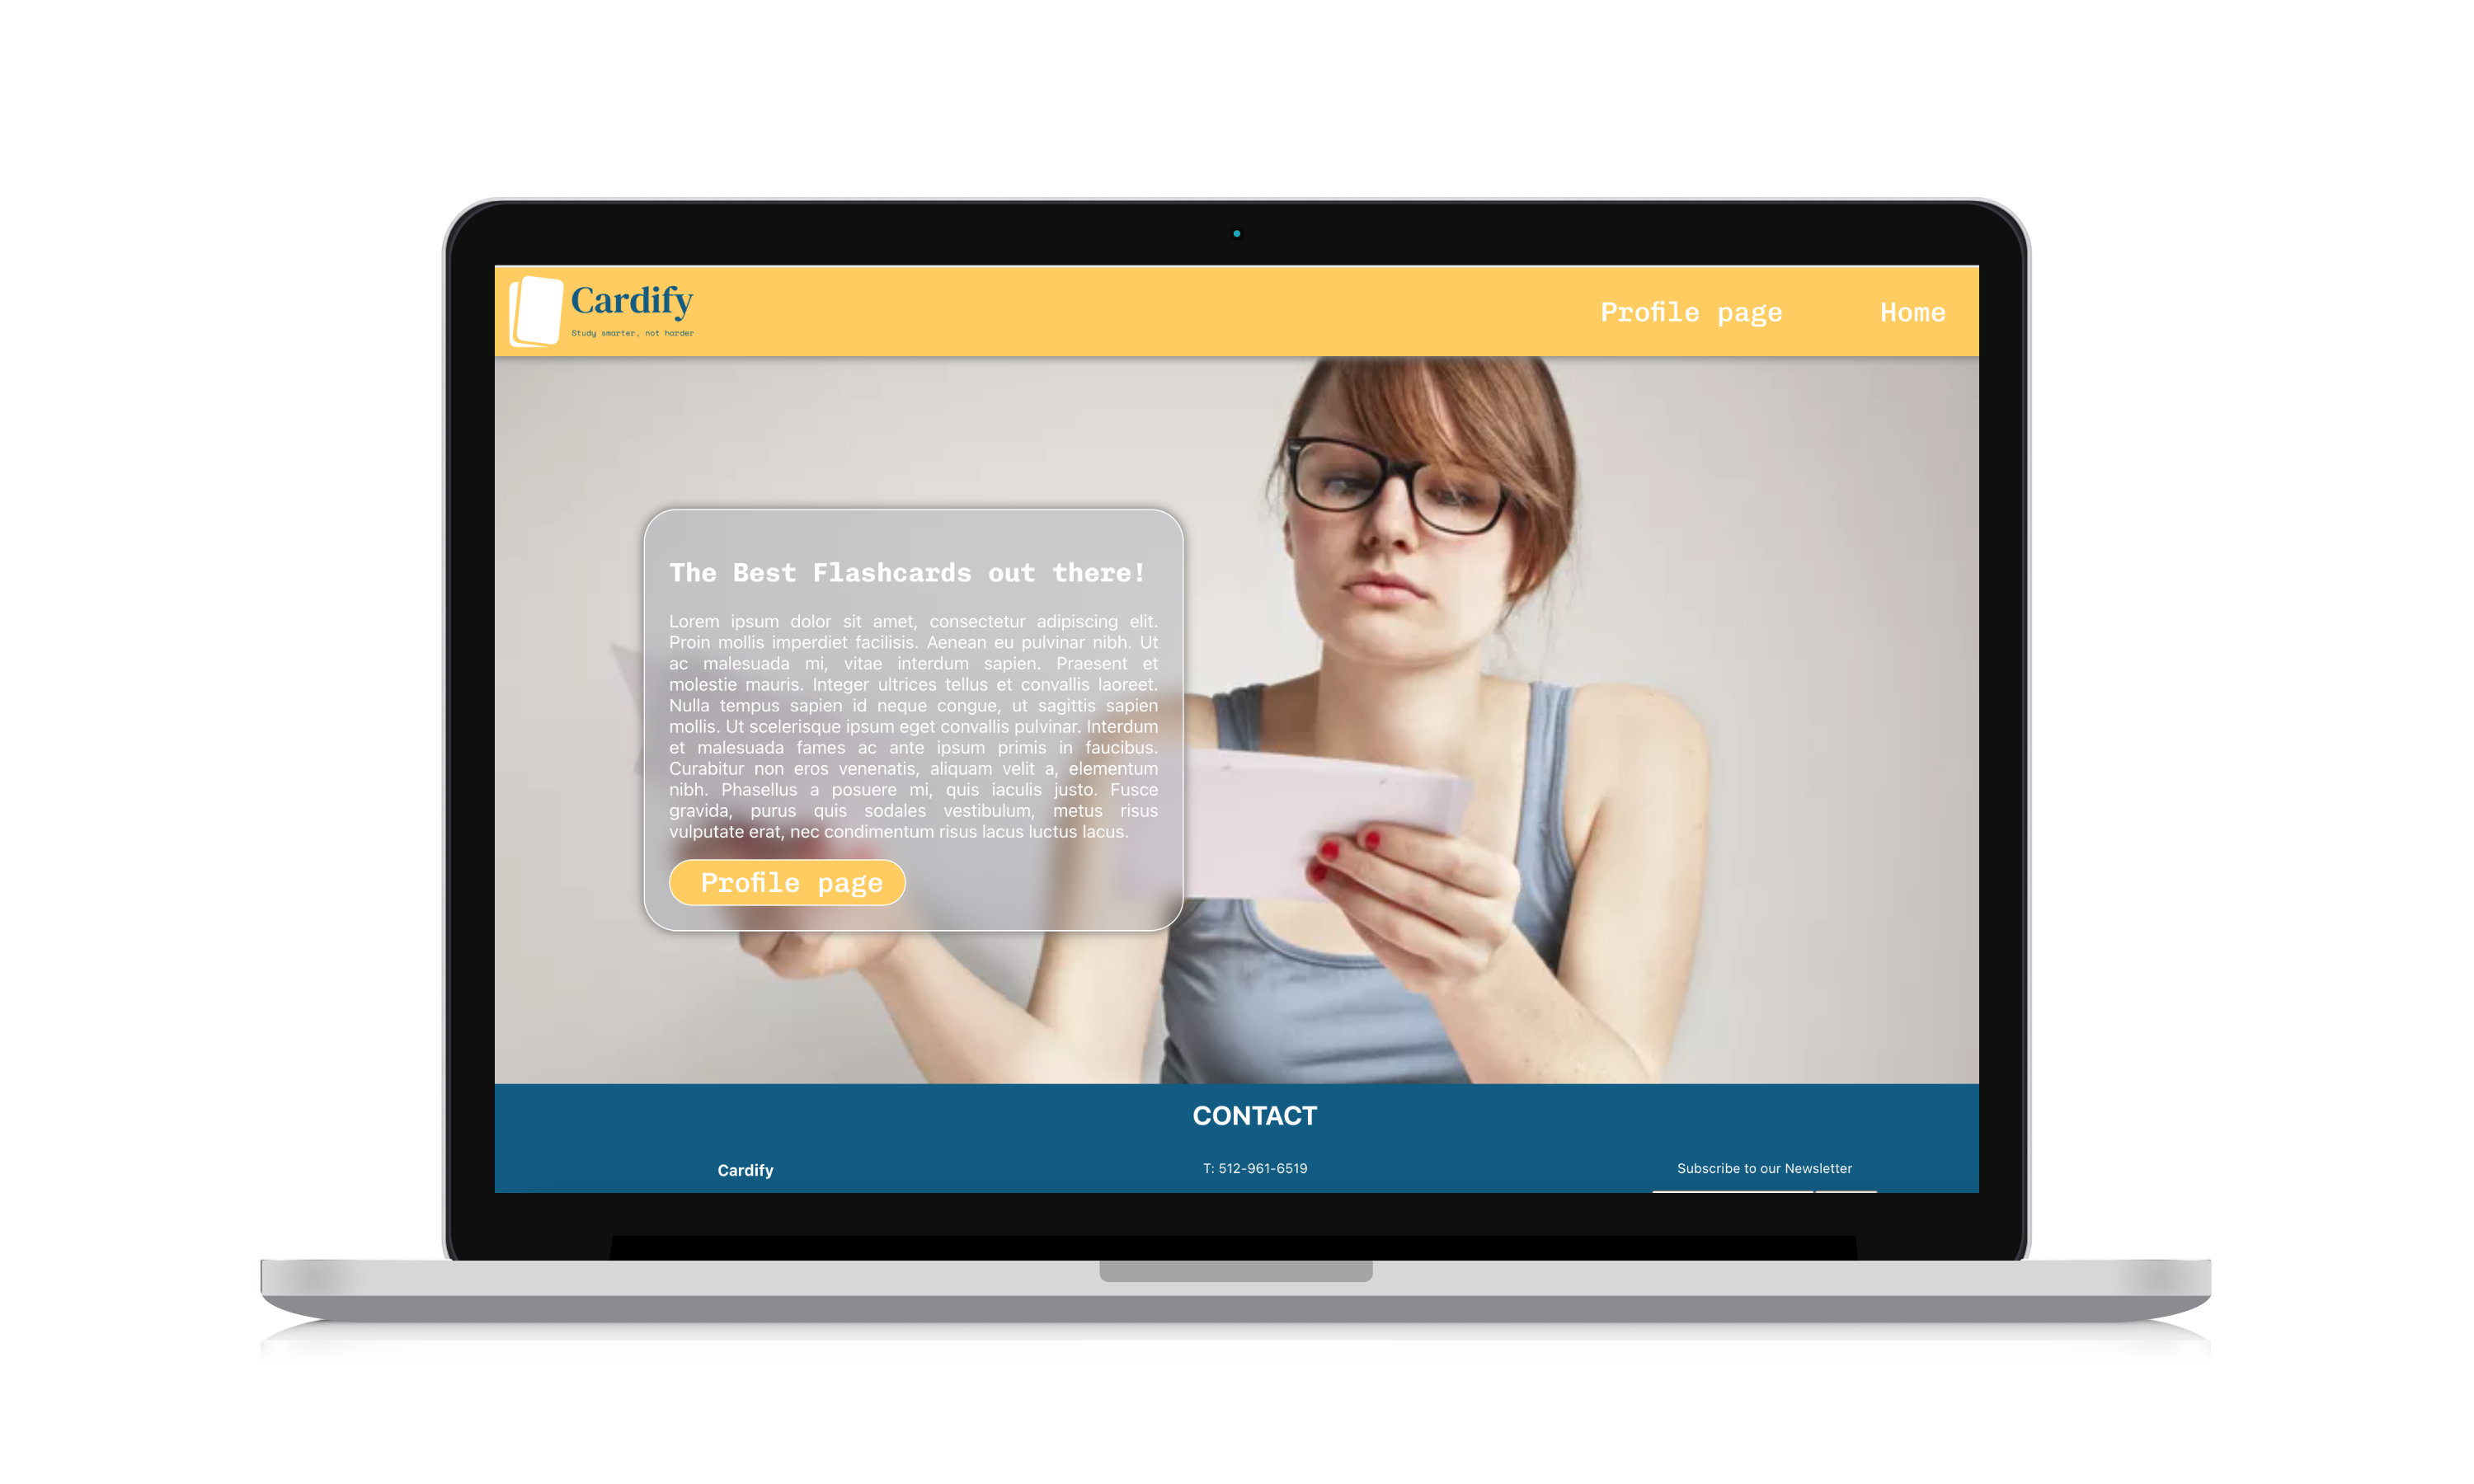 Cardify
Study smarter, not harder
Profile page
Home
The Best Flashcards out there!
Lorem ipsum dolor sit amet, consectetur adipiscing elit.
Proin mollis imperdiet facilisis. Aenean eu pulvinar nibh. Ut
ac malesuada mi, vitae interdum sapien. Praesent et
molestie mauris. Integer ultrices tellus et convallis laoreet.
Nulla tempus sapien id neque congue, ut sagittis sapien
mollis. Ut scelerisque ipsum eget convallis pulvinar. Interdum
et malesuada fames ac ante ipsum primis in faucibus.
Curabitur non eros venenatis, aliquam velit a, elementum
nibh. Phasellus a posuere mi, quis iaculis justo. Fusce
gravida, purus quis sodales vestibulum, metus risus
vulputate erat, nec condimentum risus lacus luctus lacus.
Profile page
CONTACT
Cardify
T: 512-961-6519
Subscribe to our Newsletter